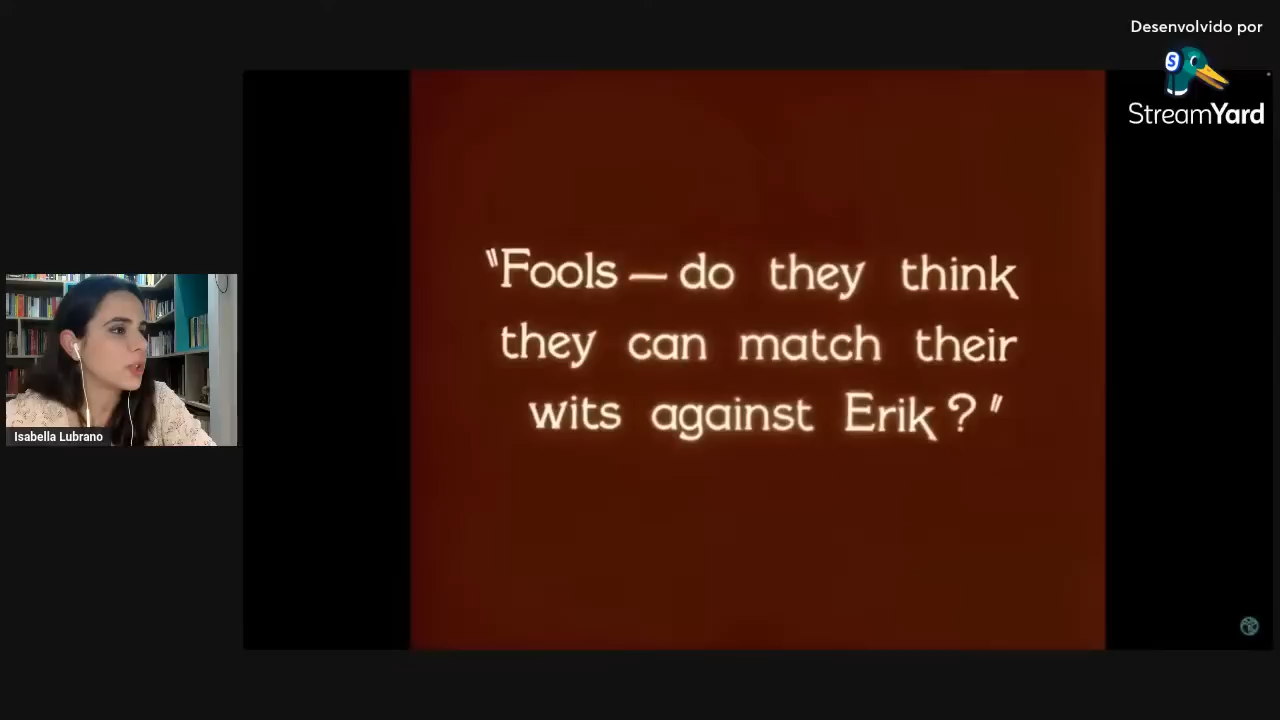 Desenvolvido por
StreamYard
"Fools — do they think
they can match their
wits against Erik?"
Isabella Lubrano